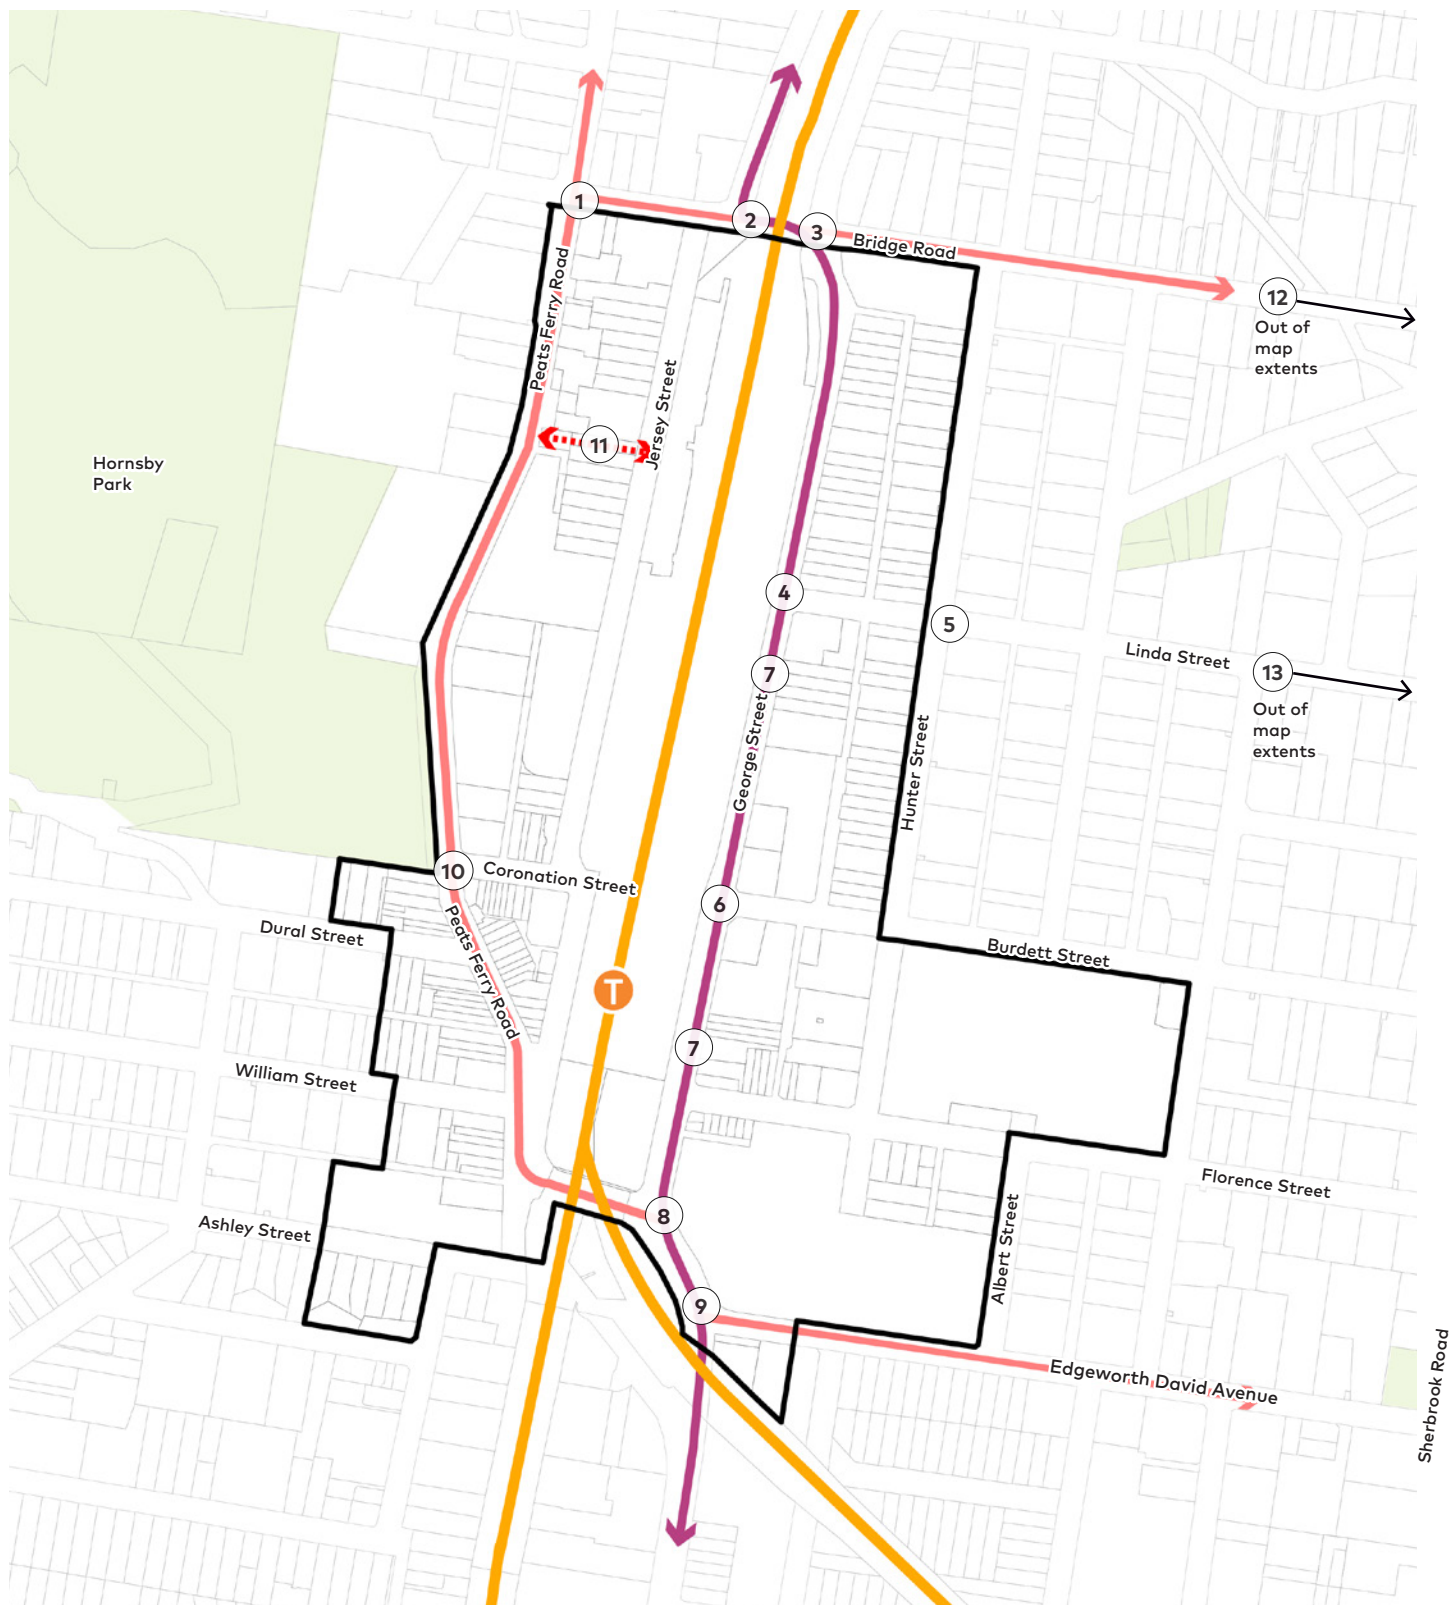 1
2
3
Bridge Road
12
Out of
map
extents
Peats Ferry Road
Jersey Street
11
Hornsby
Park
4
5
Linda Street
7
13
Out of
map
extents
George Street
Hunter Street
10
Coronation Street
6
Dural Street
Peats Ferry Road
Burdett Street
T
7
William Street
Florence Street
8
Ashley Street
Albert Street
9
Edgeworth David Avenue
Sherbrook Road